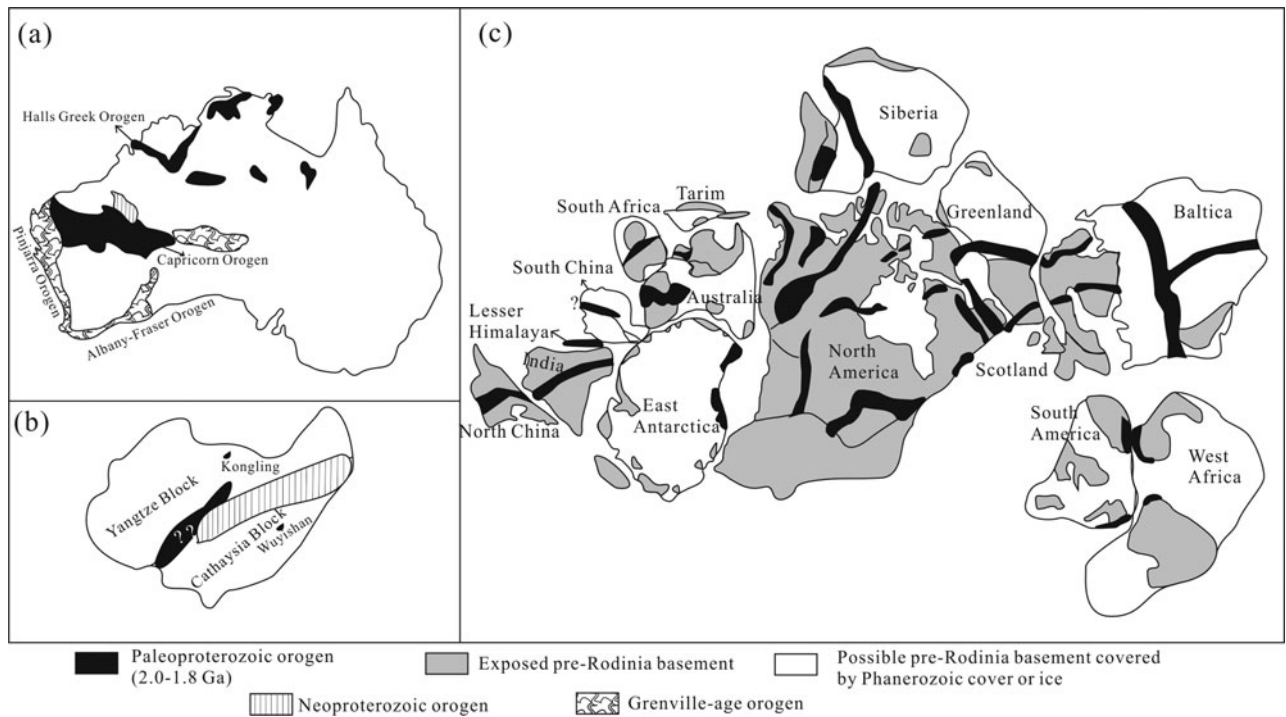 (a)
Halls Greek Orogen
Pinjarra Orogen
Capricorn Orogen
Albany-Fraser Orogen
(b)
Kongling
Yangtze Block
? ?
Cathaysia Block
Wuyishan
(c)
Siberia
Tarim
South Africa
Greenland
Baltica
South China
?
Australia
Lesser
Himalaya
India
North
America
Scotland
East
Antarctica
North China
South
America
West
Africa
Paleoproterozoic orogen
(2.0-1.8 Ga)
Exposed pre-Rodinia basement
Possible pre-Rodinia basement covered
by Phanerozoic cover or ice
Neoproterozoic orogen
Grenville-age orogen